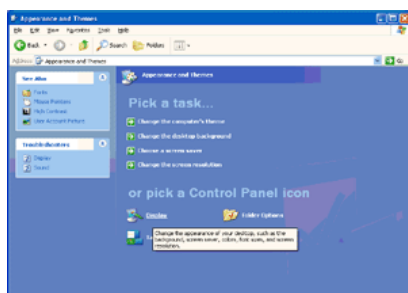 Appearance and Themes
File Edit View Favorites Tools Help
Back Search Folders
Address Appearance and Themes Go
See Also
Fonts
Mouse Pointers
High Contrast
User Account Picture
Troubleshooters
Display
Sound
Appearance and Themes
Pick a task...
Change the computer's theme
Change the desktop background
Choose a screen saver
Change the screen resolution
or pick a Control Panel icon
Display Folder Options
Change the appearance of your desktop, such as the
background, screen saver, colors, font sizes, and screen
resolution.